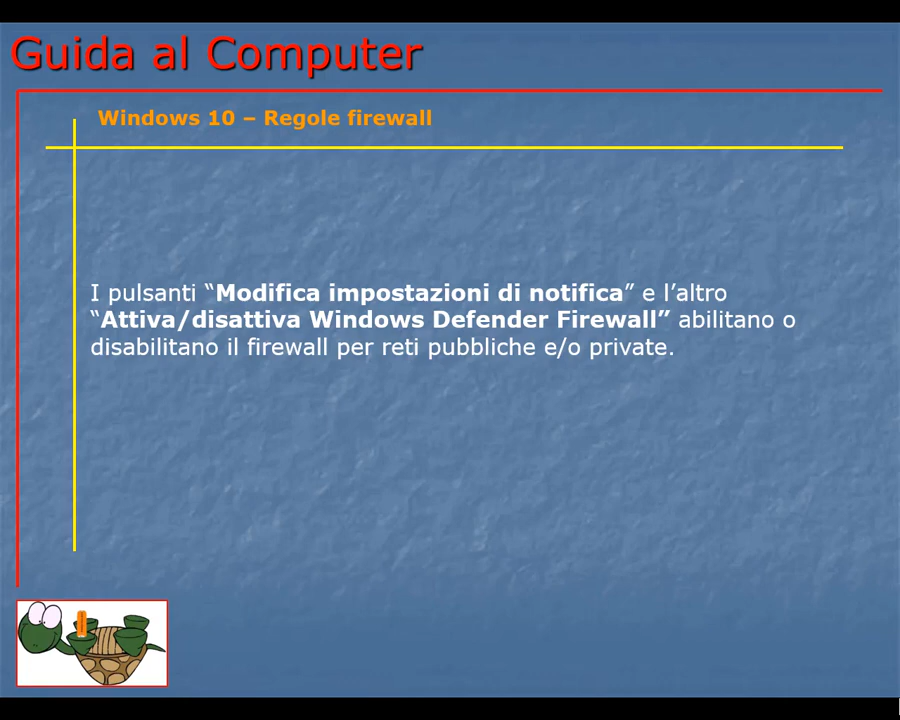 Guida al Computer
Windows 10 – Regole firewall
I pulsanti “Modifica impostazioni di notifica” e l’altro
“Attiva/disattiva Windows Defender Firewall” abilitano o
disabilitano il firewall per reti pubbliche e/o private.